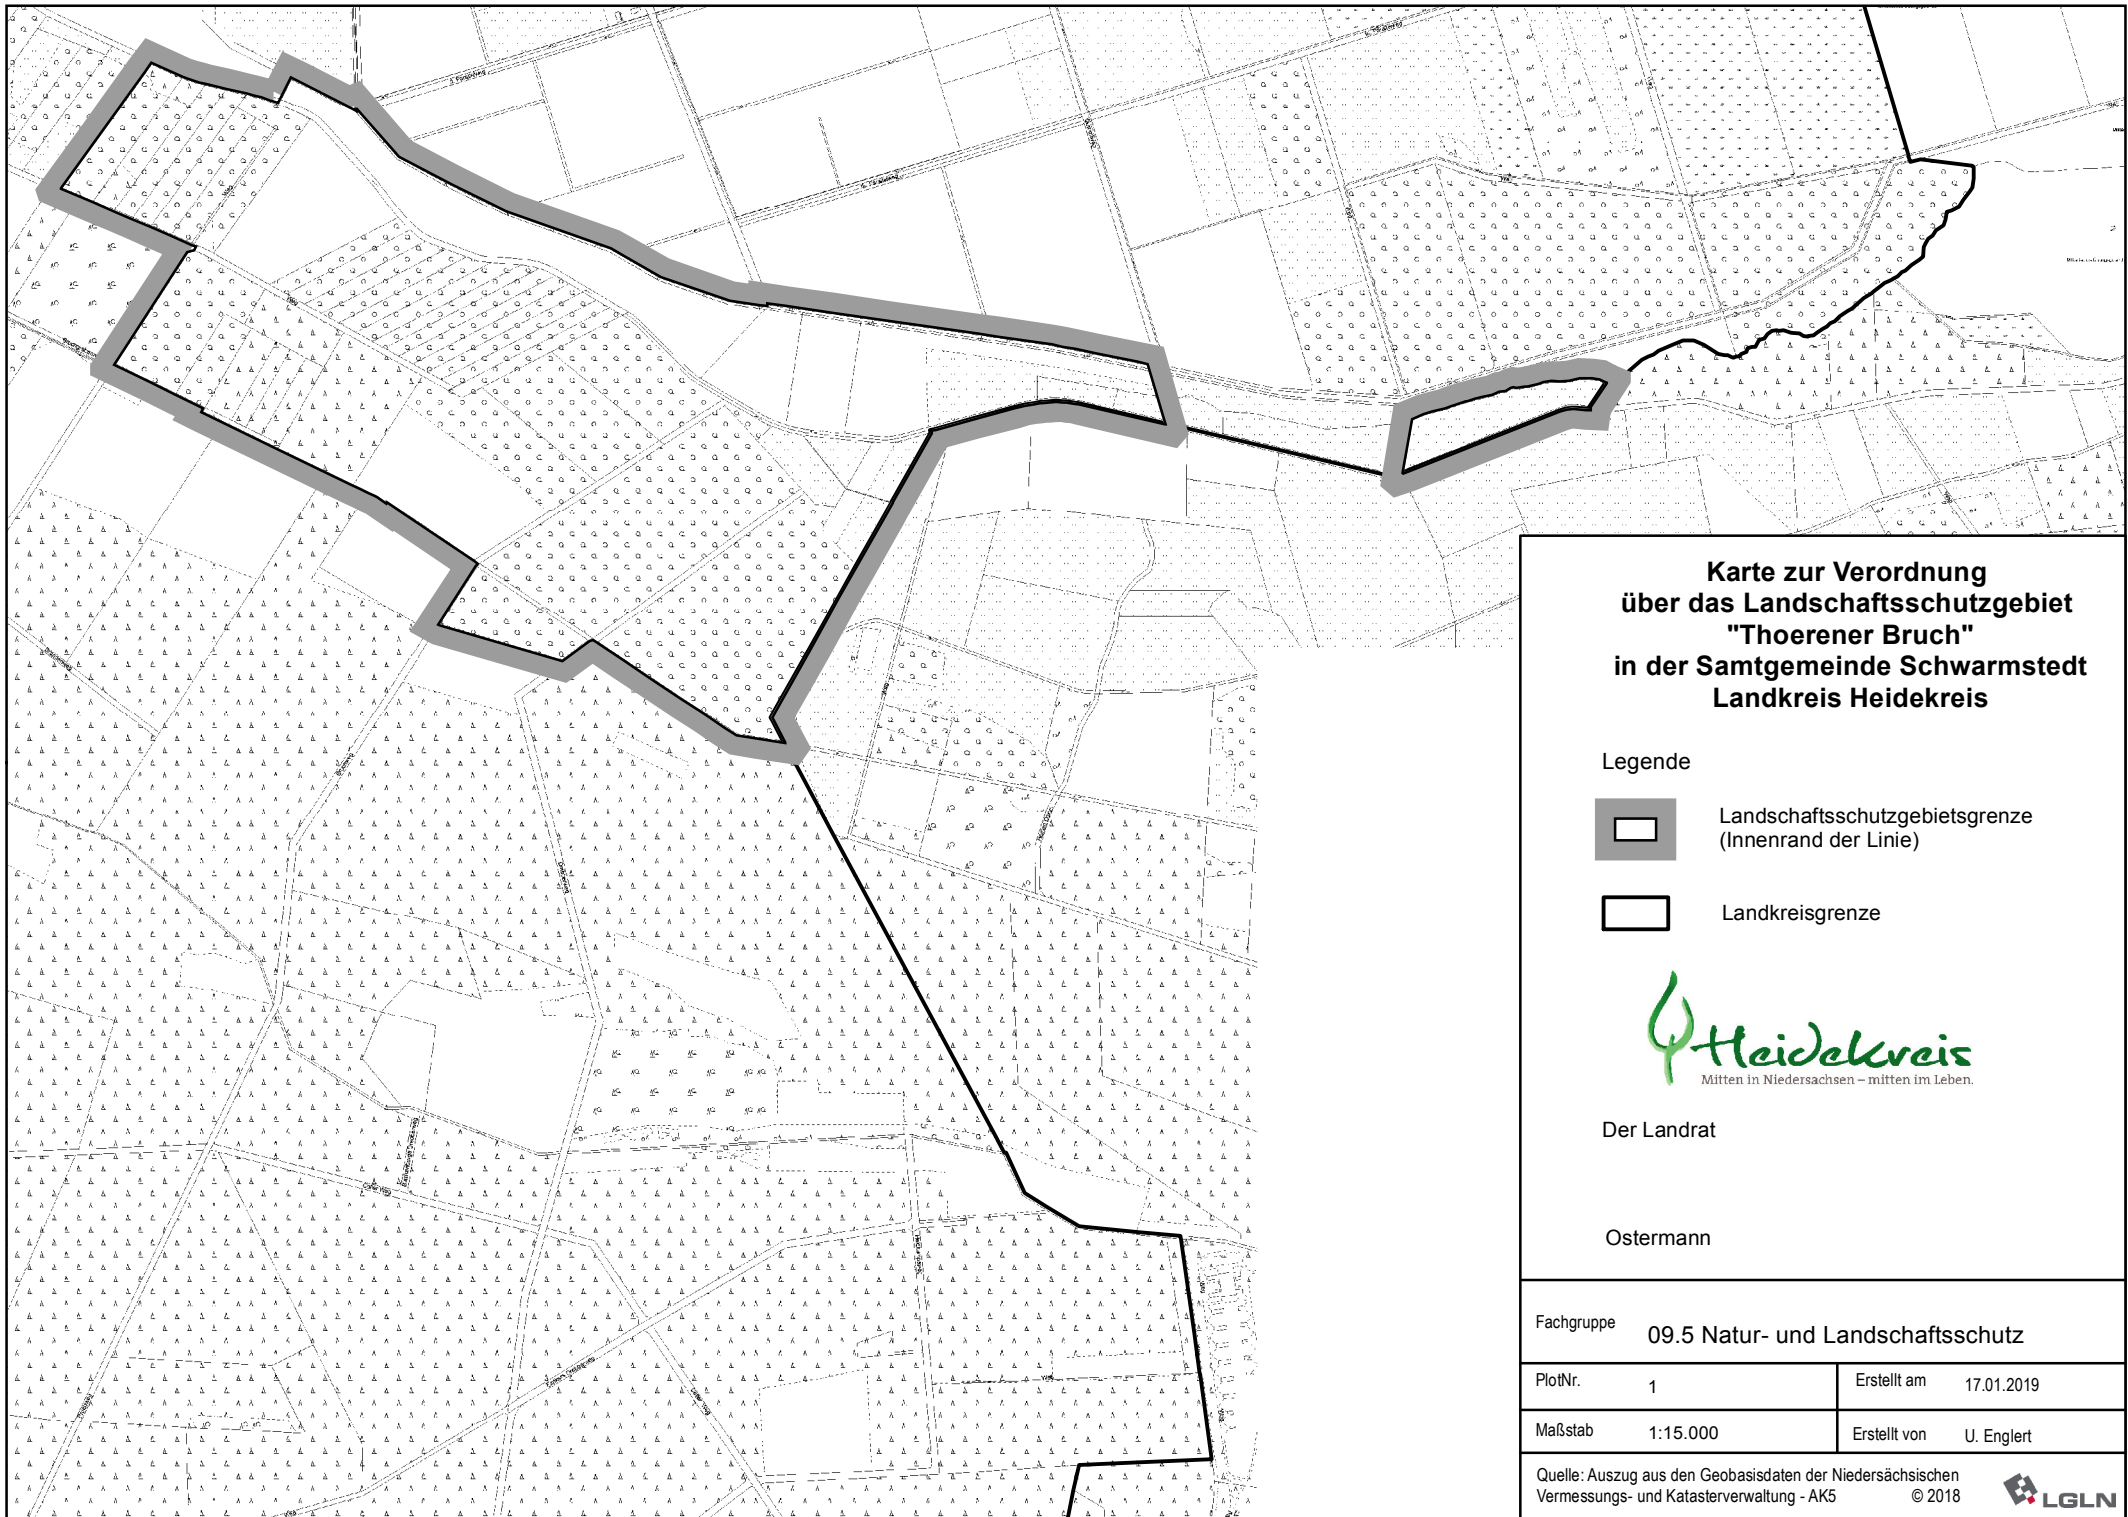 Karte zur Verordnung
über das Landschaftsschutzgebiet
"Thoerener Bruch"
in der Samtgemeinde Schwarmstedt
Landkreis Heidekreis
Legende
Landschaftsschutzgebietsgrenze
(Innenrand der Linie)
Landkreisgrenze
Heidekreis
Mitten in Niedersachsen – mitten im Leben.
Der Landrat
Ostermann
Fachgruppe 09.5 Natur- und Landschaftsschutz
PlotNr. 1 Erstellt am 17.01.2019
Maßstab 1:15.000 Erstellt von U. Englert
Quelle: Auszug aus den Geobasisdaten der Niedersächsischen
Vermessungs- und Katasterverwaltung - AK5 © 2018
LGLN